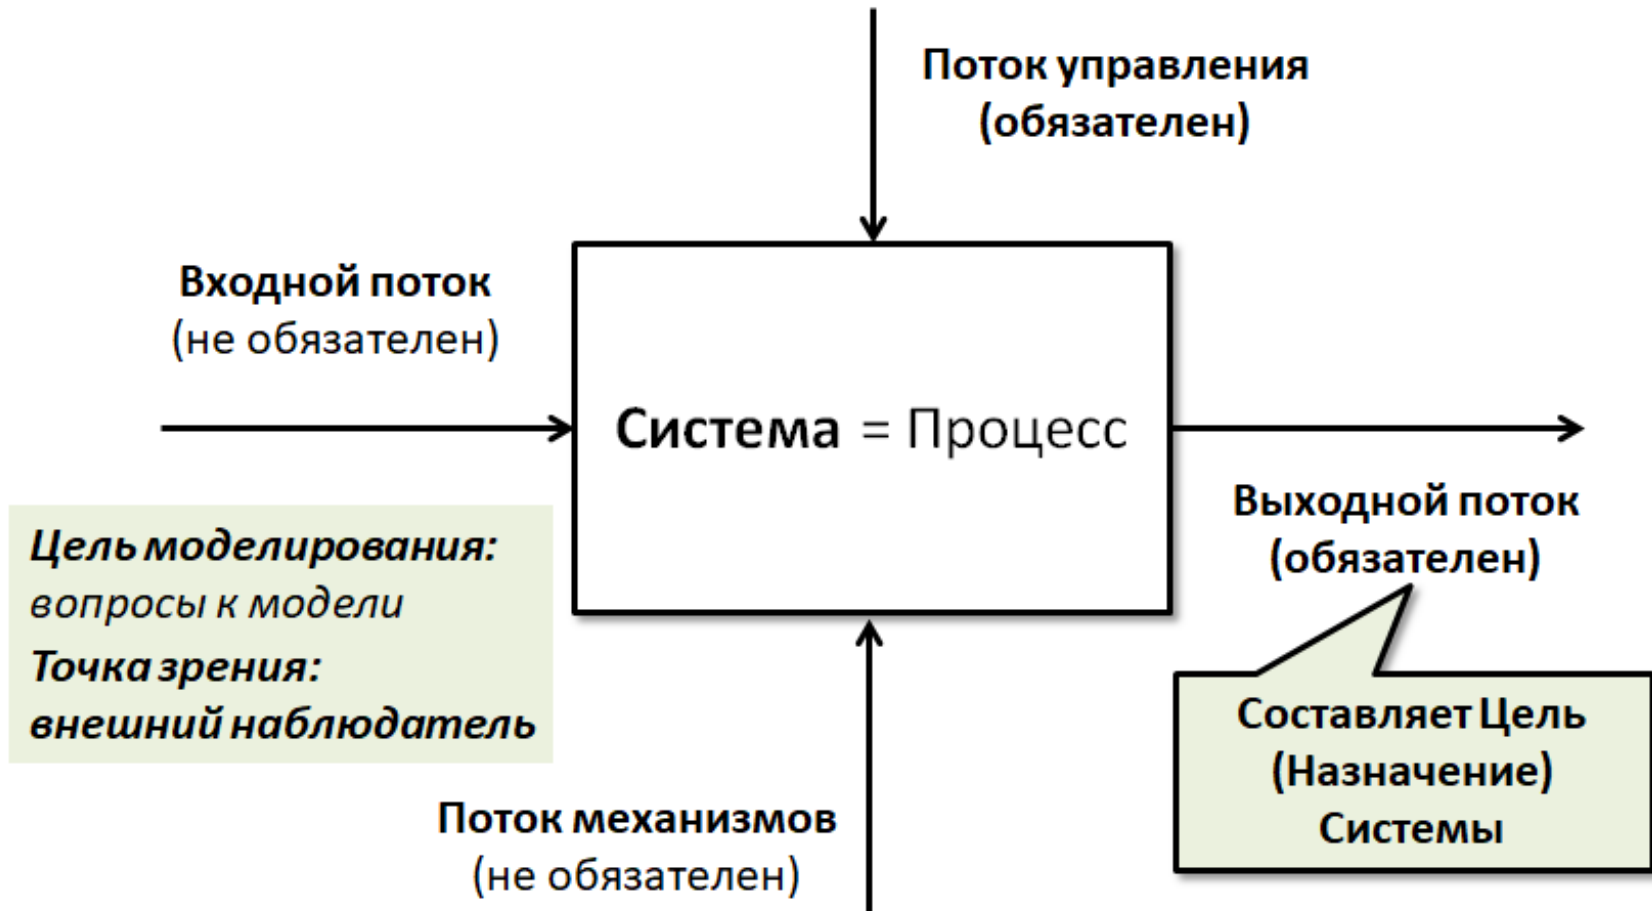 Поток управления
(обязателен)
Входной поток
(не обязателен)
Система = Процесс
Выходной поток
(обязателен)
Цель моделирования:
вопросы к модели
Точка зрения:
внешний наблюдатель
Составляет Цель
(Назначение)
Системы
Поток механизмов
(не обязателен)